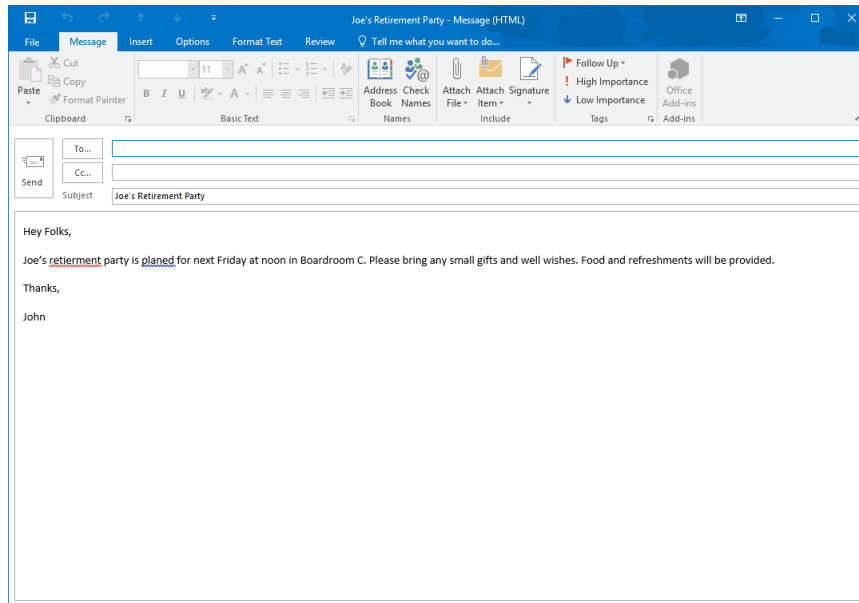 Joe's Retirement Party - Message (HTML)
File Message Insert Options Format Text Review Tell me what you want to do...
Paste
Cut
Copy
Format Painter
Clipboard
11
B I U
Basic Text
Address Book
Check Names
Names
Attach File
Attach Item
Signature
Include
Follow Up
High Importance
Low Importance
Tags
Office Add-ins
Add-ins
Send
To...
Cc...
Subject Joe's Retirement Party
Hey Folks,
Joe's retierment party is planed for next Friday at noon in Boardroom C. Please bring any small gifts and well wishes. Food and refreshments will be provided.
Thanks,
John